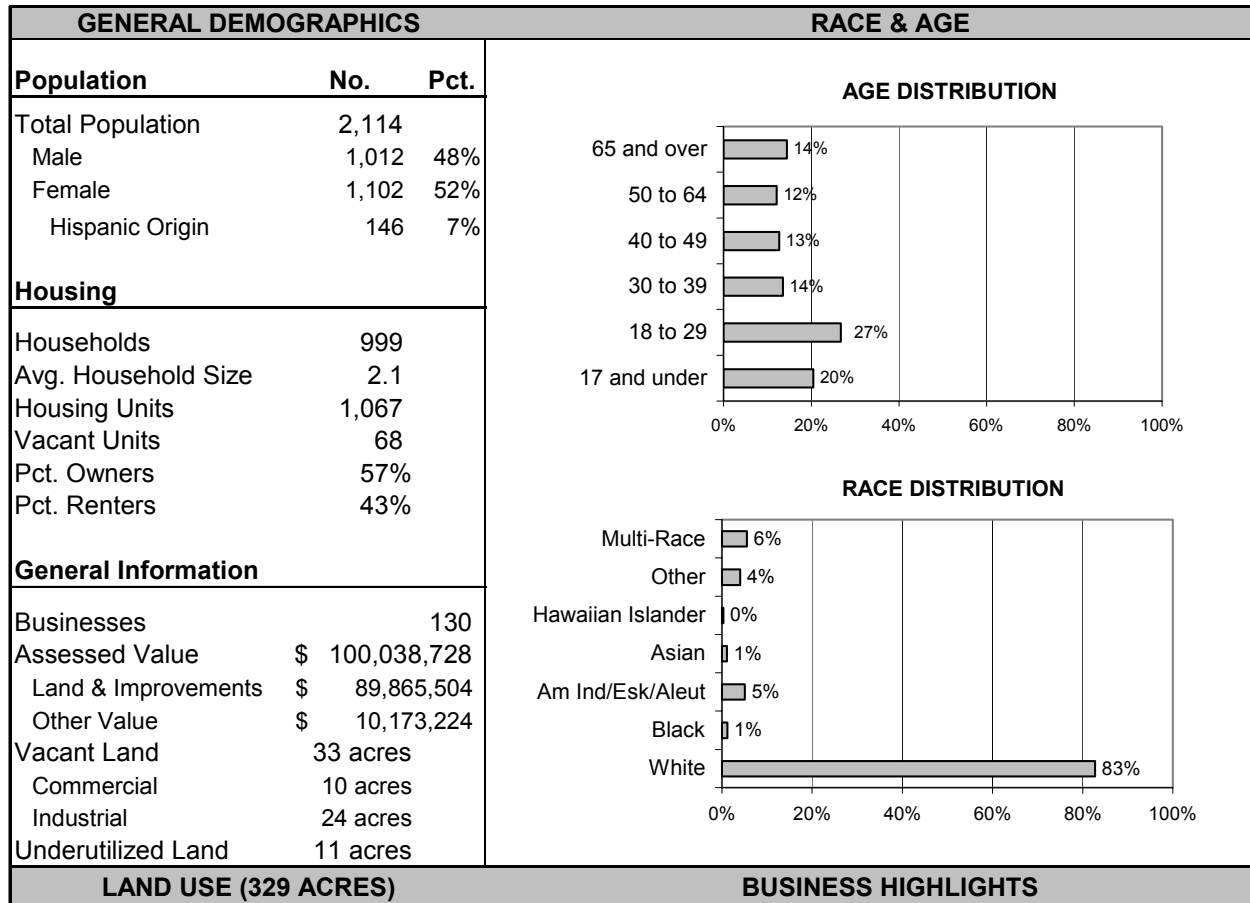 GENERAL DEMOGRAPHICS
RACE & AGE
Population No. Pct.
Total Population 2,114
Male 1,012 48%
Female 1,102 52%
Hispanic Origin 146 7%
Housing
Households 999
Avg. Household Size 2.1
Housing Units 1,067
Vacant Units 68
Pct. Owners 57%
Pct. Renters 43%
General Information
Businesses 130
Assessed Value $ 100,038,728
Land & Improvements $ 89,865,504
Other Value $ 10,173,224
Vacant Land 33 acres
Commercial 10 acres
Industrial 24 acres
Underutilized Land 11 acres
AGE DISTRIBUTION
65 and over 14%
50 to 64 12%
40 to 49 13%
30 to 39 14%
18 to 29 27%
17 and under 20%
0% 20% 40% 60% 80% 100%
RACE DISTRIBUTION
Multi-Race 6%
Other 4%
Hawaiian Islander 0%
Asian 1%
Am Ind/Esk/Aleut 5%
Black 1%
White 83%
0% 20% 40% 60% 80% 100%
LAND USE (329 ACRES)
BUSINESS HIGHLIGHTS